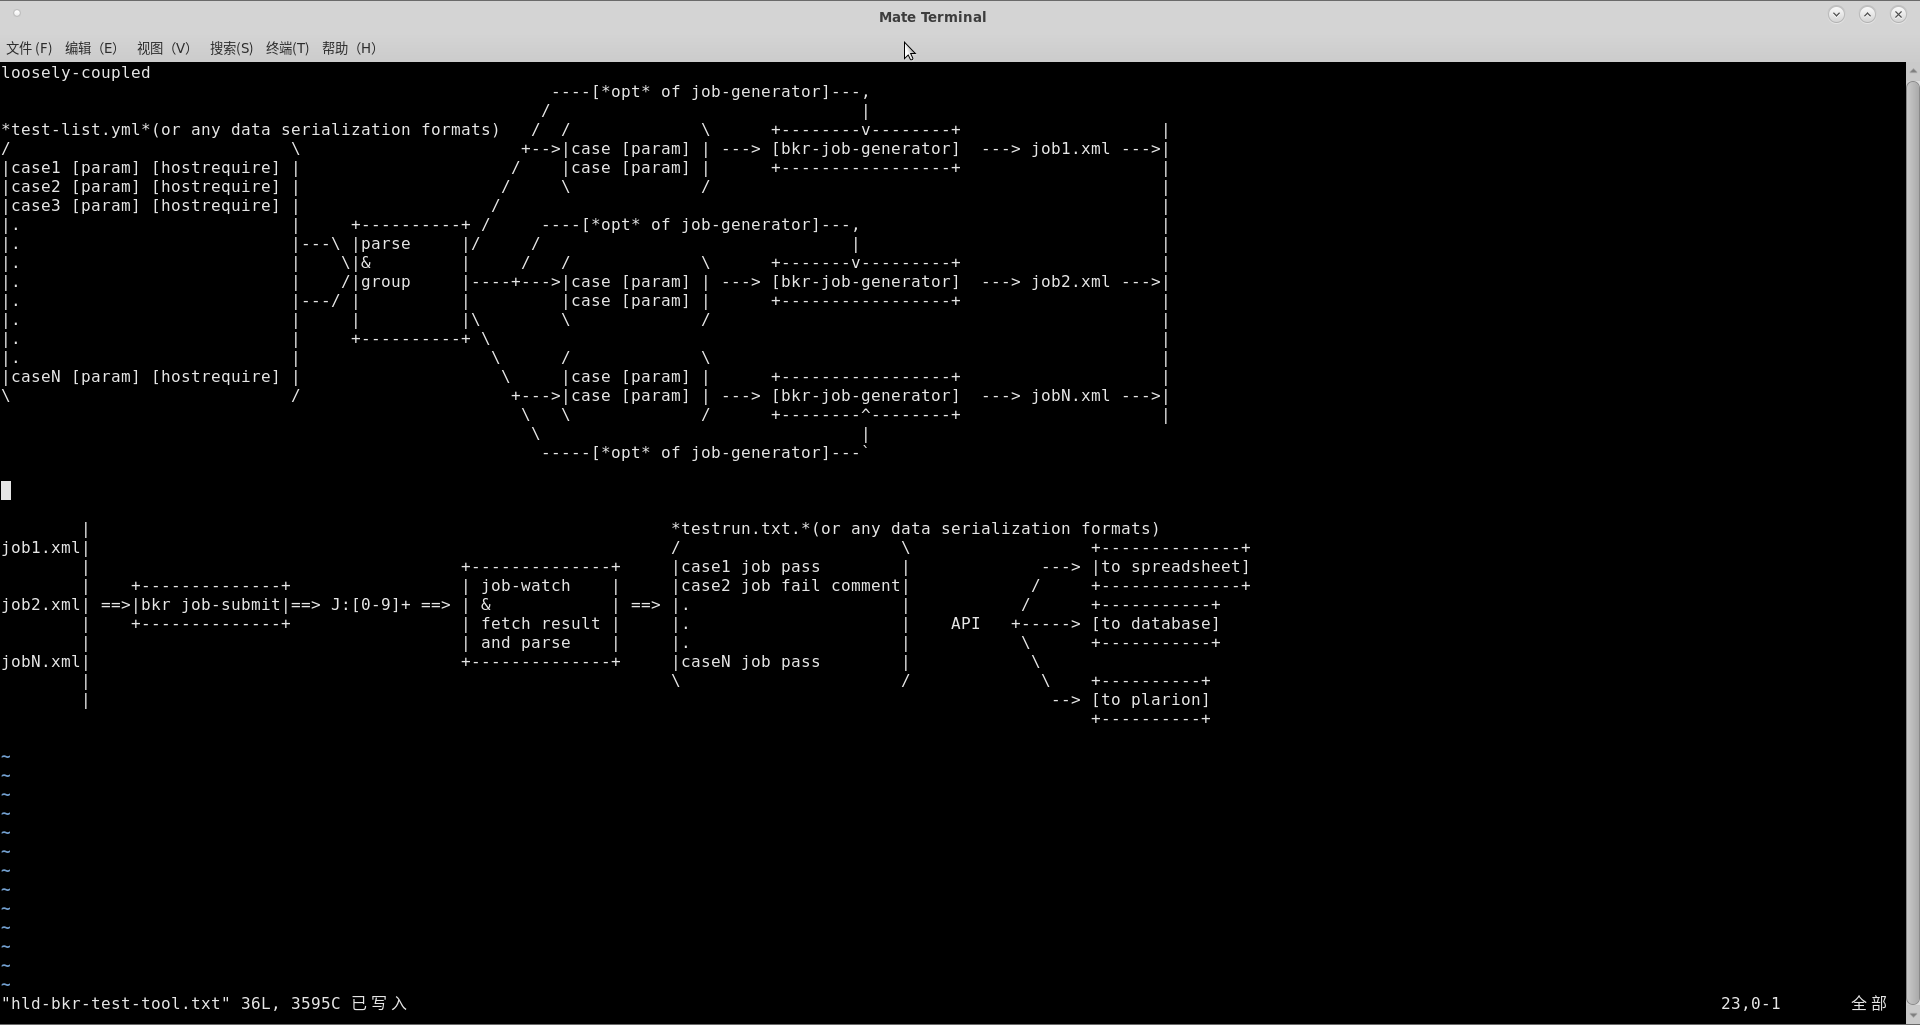 Mate Terminal
文件(F) 编辑（E） 视图（V） 搜索(S) 终端(T) 帮助（H）
loosely-coupled
                                                       ----[*opt* of job-generator]---,
                                                      /                               |
*test-list.yml*(or any data serialization formats)   /  /             \      +--------v--------+                    |
/                            \                      +-->|case [param] | ---> [bkr-job-generator]  ---> job1.xml --->|
|case1 [param] [hostrequire] |                     /    |case [param] |      +-----------------+                    |
|case2 [param] [hostrequire] |                    /     \             /                                             |
|case3 [param] [hostrequire] |                   /                                                                  |
|.                           |     +----------+ /     ----[*opt* of job-generator]---,                              |
|.                           |---\ |parse     |/     /                               |                              |
|.                           |    \|&         |     /   /             \      +-------v---------+                    |
|.                           |    /|group     |----+--->|case [param] | ---> [bkr-job-generator]  ---> job2.xml --->|
|.                           |---/ |          |         |case [param] |      +-----------------+                    |
|.                           |     |          |\        \             /                                             |
|.                           |     +----------+ \                                                                   |
|.                           |                   \      /             \                                             |
|caseN [param] [hostrequire] |                    \     |case [param] |      +-----------------+                    |
\                            /                     +--->|case [param] | ---> [bkr-job-generator]  ---> jobN.xml --->|
                                                    \   \             /      +--------^--------+                    |
                                                     \                                |
                                                      -----[*opt* of job-generator]---`
        |                                                          *testrun.txt.*(or any data serialization formats)
job1.xml|                                                          /                      \                  +--------------+
        |                                     +--------------+     |case1 job pass        |             ---> |to spreadsheet]
        |    +--------------+                 | job-watch    |     |case2 job fail comment|            /     +--------------+
job2.xml| ==>|bkr job-submit|==> J:[0-9]+ ==> | &            | ==> |.                     |           /      +-----------+
        |    +--------------+                 | fetch result |     |.                     |    API   +-----> [to database]
        |                                     | and parse    |     |.                     |           \      +-----------+
jobN.xml|                                     +--------------+     |caseN job pass        |            \
        |                                                          \                      /             \    +----------+
        |                                                                                                --> [to plarion]
                                                                                                             +----------+
~
~
~
~
~
~
~
~
~
~
~
~
~
"hld-bkr-test-tool.txt" 36L, 3595C 已写入 23,0-1 全部